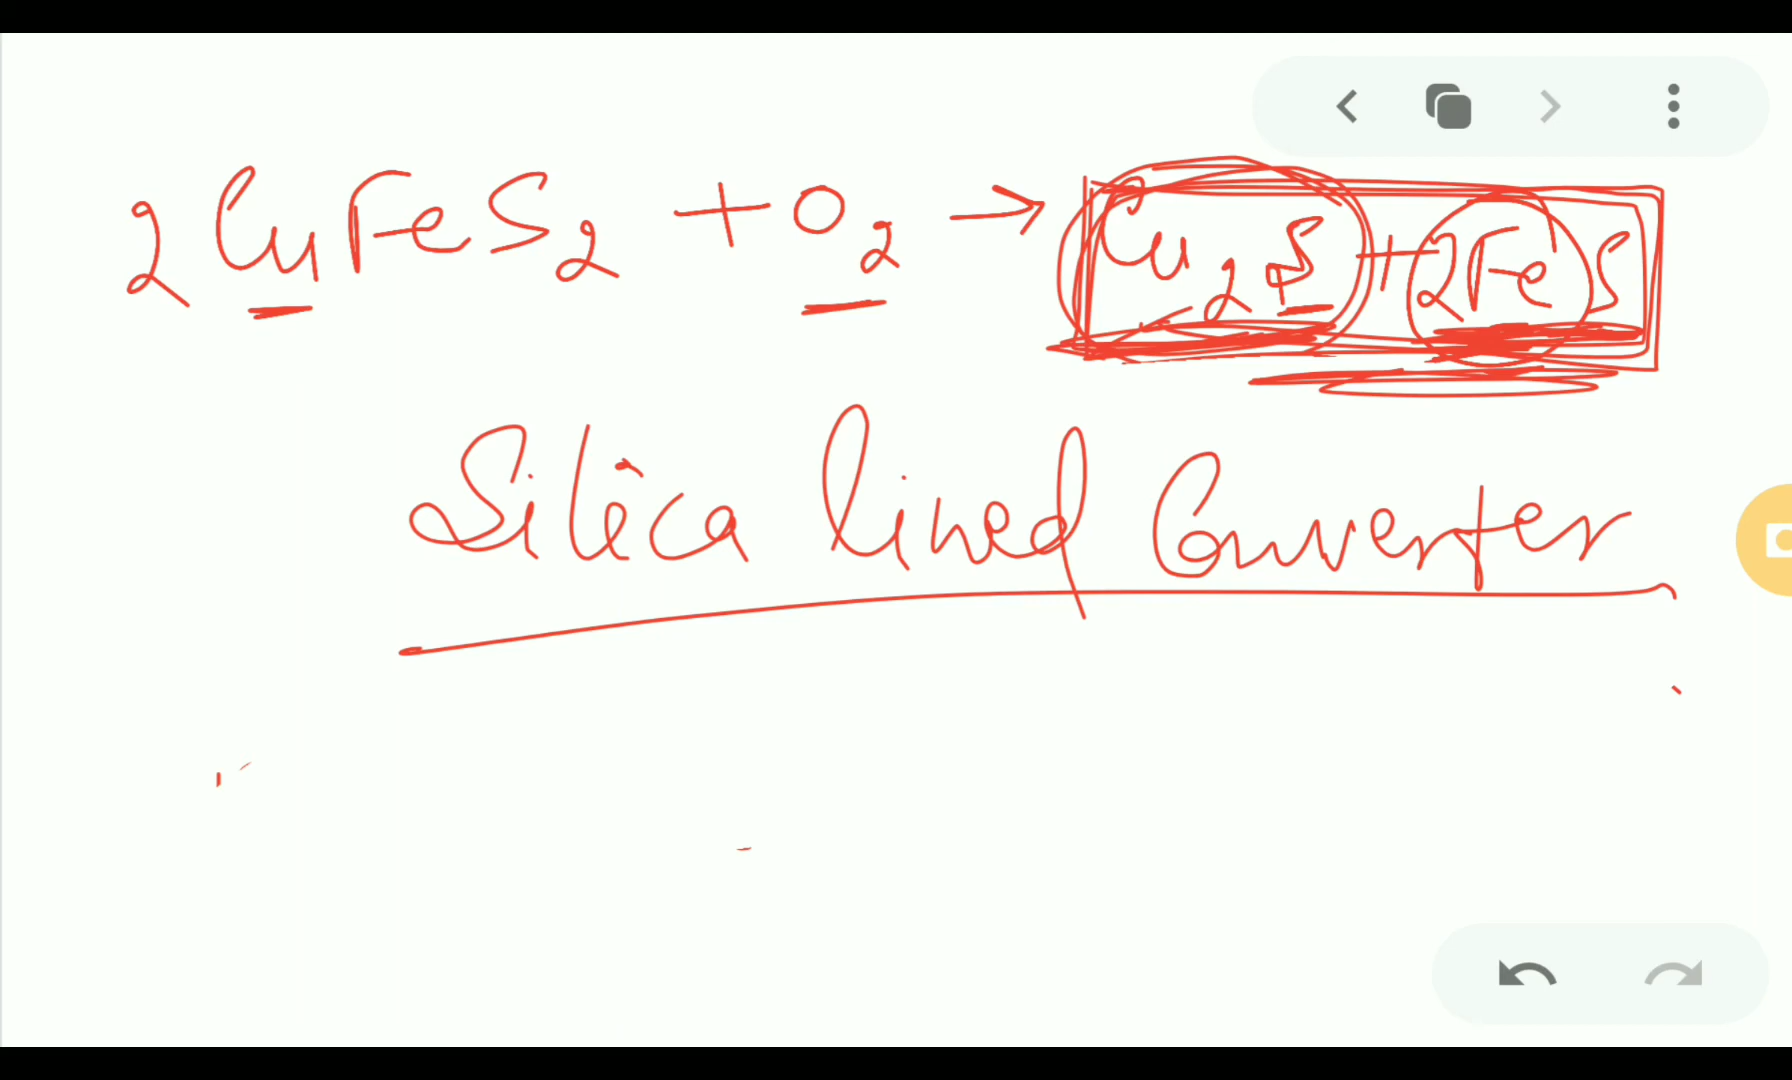 2CuFeS₂ + O₂ → Cu₂S + 2FeS
Silica lined Converter